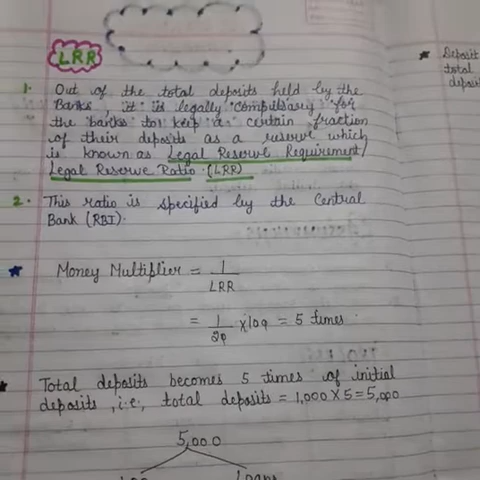 LRR
1. Out of the total deposits held by the
Banks, it is legally compulsary for
the banks to keep a certain fraction
of their deposits as a reserve which
is known as Legal Reserve Requirement/
Legal Reserve Ratio (LRR)
2. This ratio is specified by the Central
Bank (RBI).
★ Money Multiplier = 1
LRR
= 1/20 × 100 = 5 times
★ Total deposits becomes 5 times of initial
deposits, i.e, total deposits = 1,000 × 5 = 5,000
5,000
Loans
★ Deposit
total
deposit